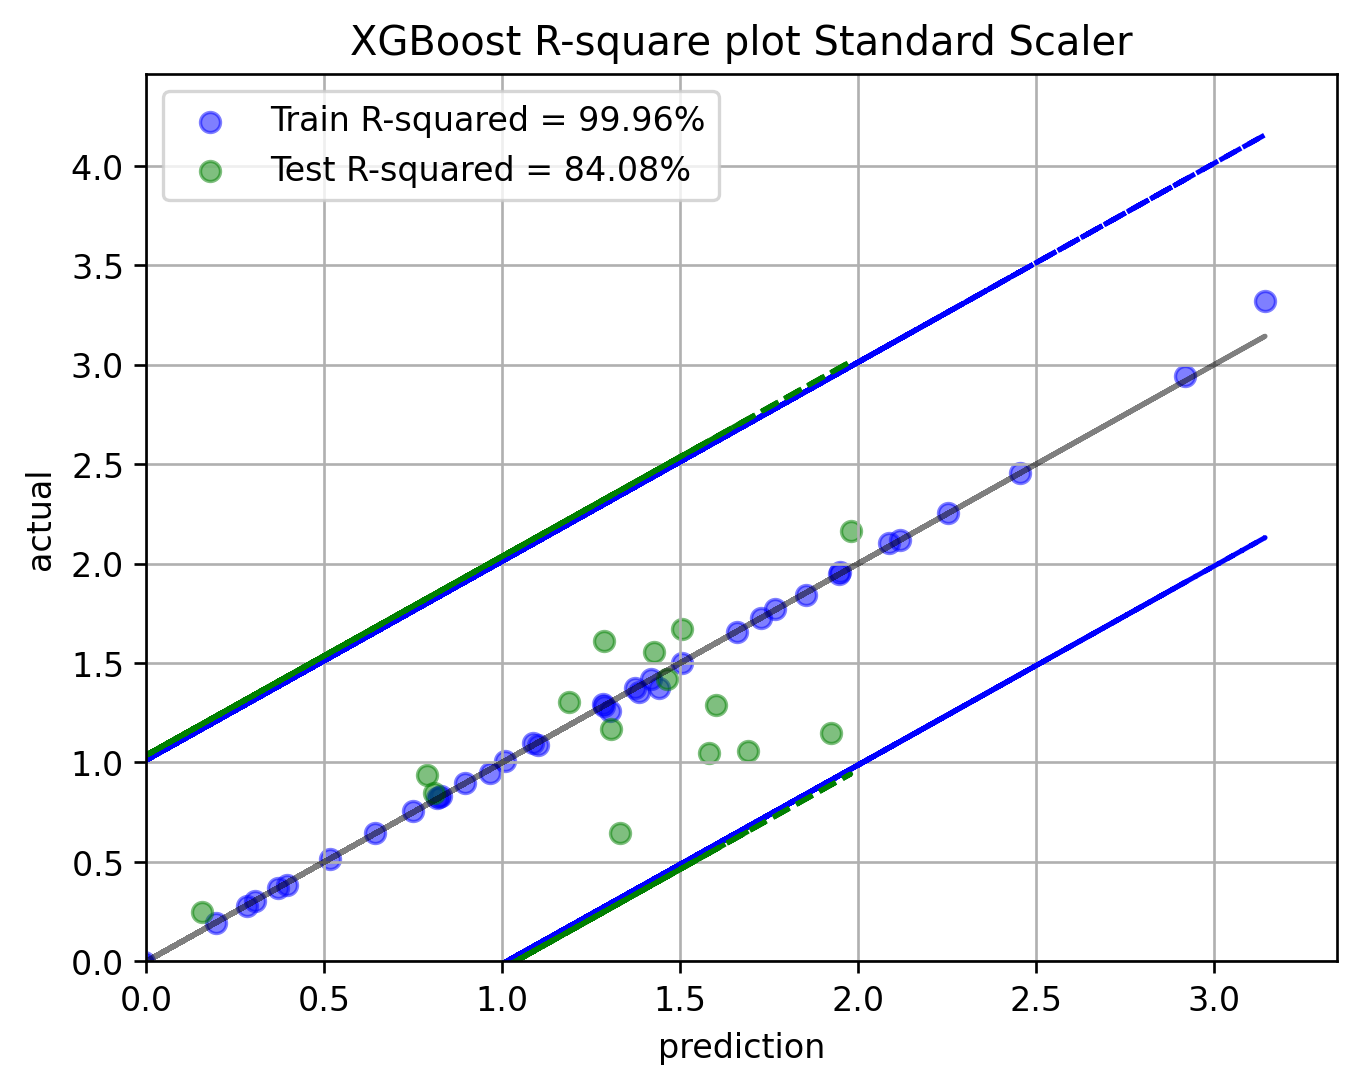 XGBoost R-square plot Standard Scaler
Train R-squared = 99.96%
Test R-squared = 84.08%
4.0
3.5
3.0
2.5
2.0
1.5
1.0
0.5
0.0
actual
0.0 0.5 1.0 1.5 2.0 2.5 3.0
prediction